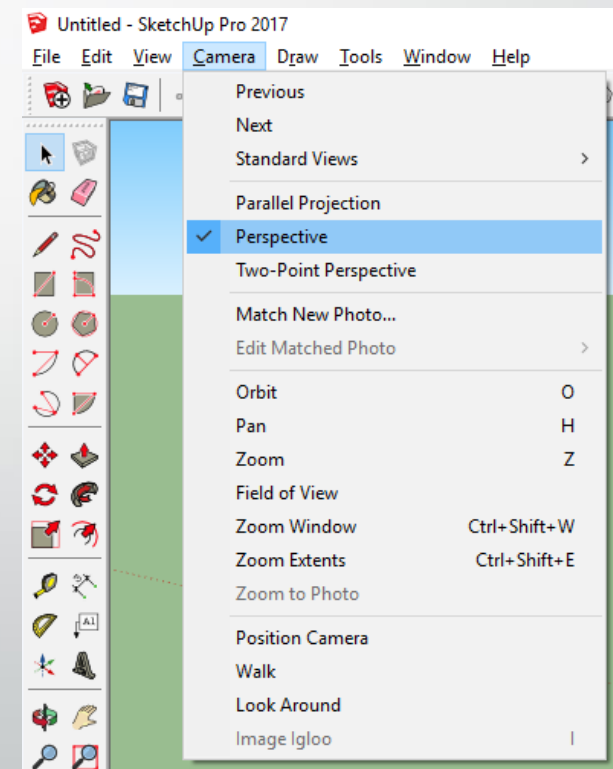 Untitled - SketchUp Pro 2017
File Edit View Camera Draw Tools Window Help
Previous
Next
Standard Views
Parallel Projection
Perspective
Two-Point Perspective
Match New Photo...
Edit Matched Photo
Orbit O
Pan H
Zoom Z
Field of View
Zoom Window Ctrl+Shift+W
Zoom Extents Ctrl+Shift+E
Zoom to Photo
Position Camera
Walk
Look Around
Image Igloo I
A1